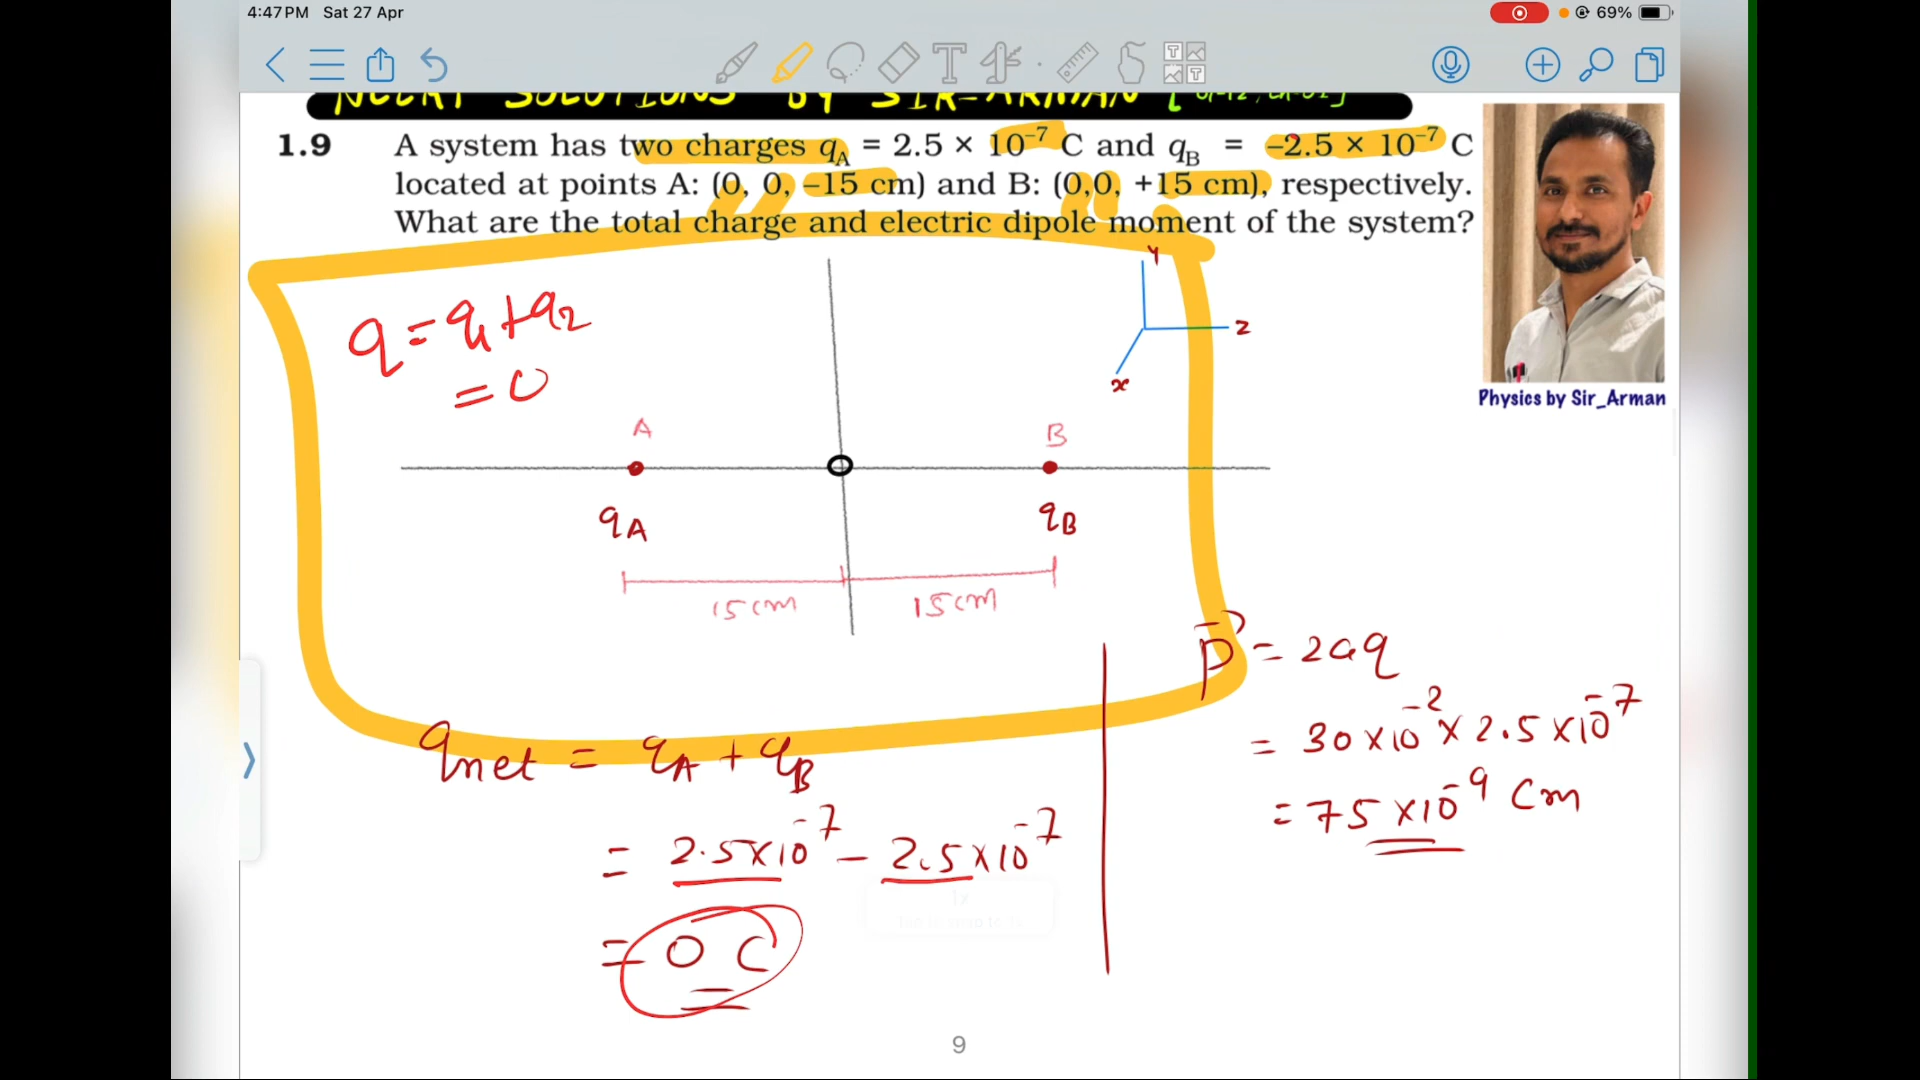 4:47 PM Sat 27 Apr
69%
NCERT SOLUTIONS BY SIR-ARMAN
1.9 A system has two charges qA = 2.5 × 10⁻⁷ C and qB = –2.5 × 10⁻⁷ C
located at points A: (0, 0, –15 cm) and B: (0,0, +15 cm), respectively.
What are the total charge and electric dipole moment of the system?
Physics by Sir_Arman
q = q1 + q2
= 0
y
z
x
A
B
qA
qB
15 cm
15 cm
qnet = qA + qB
= 2.5 × 10⁻⁷ – 2.5 × 10⁻⁷
= 0 C
p⃗ = 2aq
= 30 × 10⁻² × 2.5 × 10⁻⁷
= 75 × 10⁻⁹ Cm
9